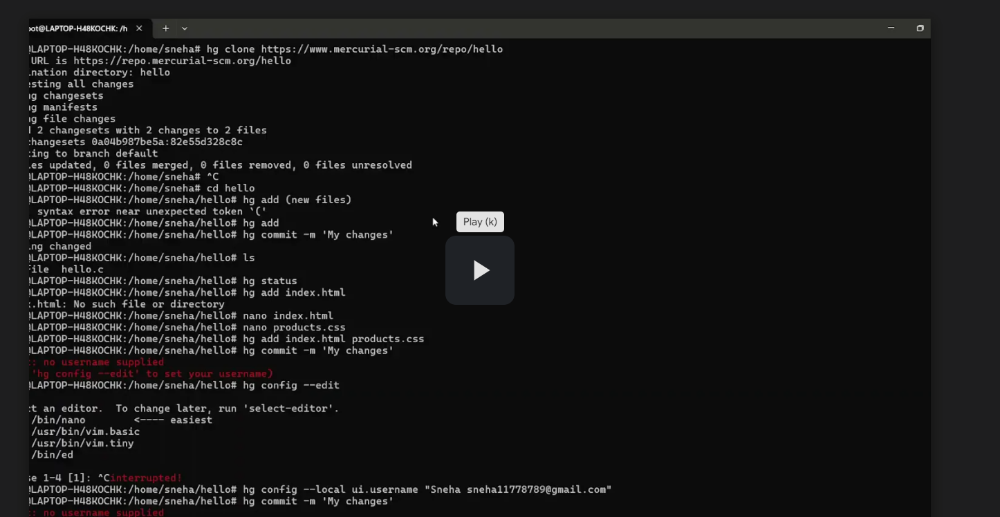 ot@LAPTOP-H48KOCHK: /h
@LAPTOP-H48KOCHK:/home/sneha# hg clone https://www.mercurial-scm.org/repo/hello
URL is https://repo.mercurial-scm.org/hello
ination directory: hello
esting all changes
ng changesets
ng manifests
ng file changes
d 2 changesets with 2 changes to 2 files
changesets 0a04b987be5a:82e55d328c8c
ting to branch default
les updated, 0 files merged, 0 files removed, 0 files unresolved
@LAPTOP-H48KOCHK:/home/sneha# ^C
@LAPTOP-H48KOCHK:/home/sneha# cd hello
@LAPTOP-H48KOCHK:/home/sneha/hello# hg add (new files)
syntax error near unexpected token `('
@LAPTOP-H48KOCHK:/home/sneha/hello# hg add
Play (k)
@LAPTOP-H48KOCHK:/home/sneha/hello# hg commit -m 'My changes'
ing changed
@LAPTOP-H48KOCHK:/home/sneha/hello# ls
file  hello.c
@LAPTOP-H48KOCHK:/home/sneha/hello# hg status
@LAPTOP-H48KOCHK:/home/sneha/hello# hg add index.html
x.html: No such file or directory
@LAPTOP-H48KOCHK:/home/sneha/hello# nano index.html
@LAPTOP-H48KOCHK:/home/sneha/hello# nano products.css
@LAPTOP-H48KOCHK:/home/sneha/hello# hg add index.html products.css
@LAPTOP-H48KOCHK:/home/sneha/hello# hg commit -m 'My changes'
: no username supplied
'hg config --edit' to set your username)
@LAPTOP-H48KOCHK:/home/sneha/hello# hg config --edit
ct an editor.  To change later, run 'select-editor'.
/bin/nano        <---- easiest
/usr/bin/vim.basic
/usr/bin/vim.tiny
/bin/ed
se 1-4 [1]: ^Cinterrupted!
@LAPTOP-H48KOCHK:/home/sneha/hello# hg config --local ui.username "Sneha sneha11778789@gmail.com"
@LAPTOP-H48KOCHK:/home/sneha/hello# hg commit -m 'My changes'
: no username supplied